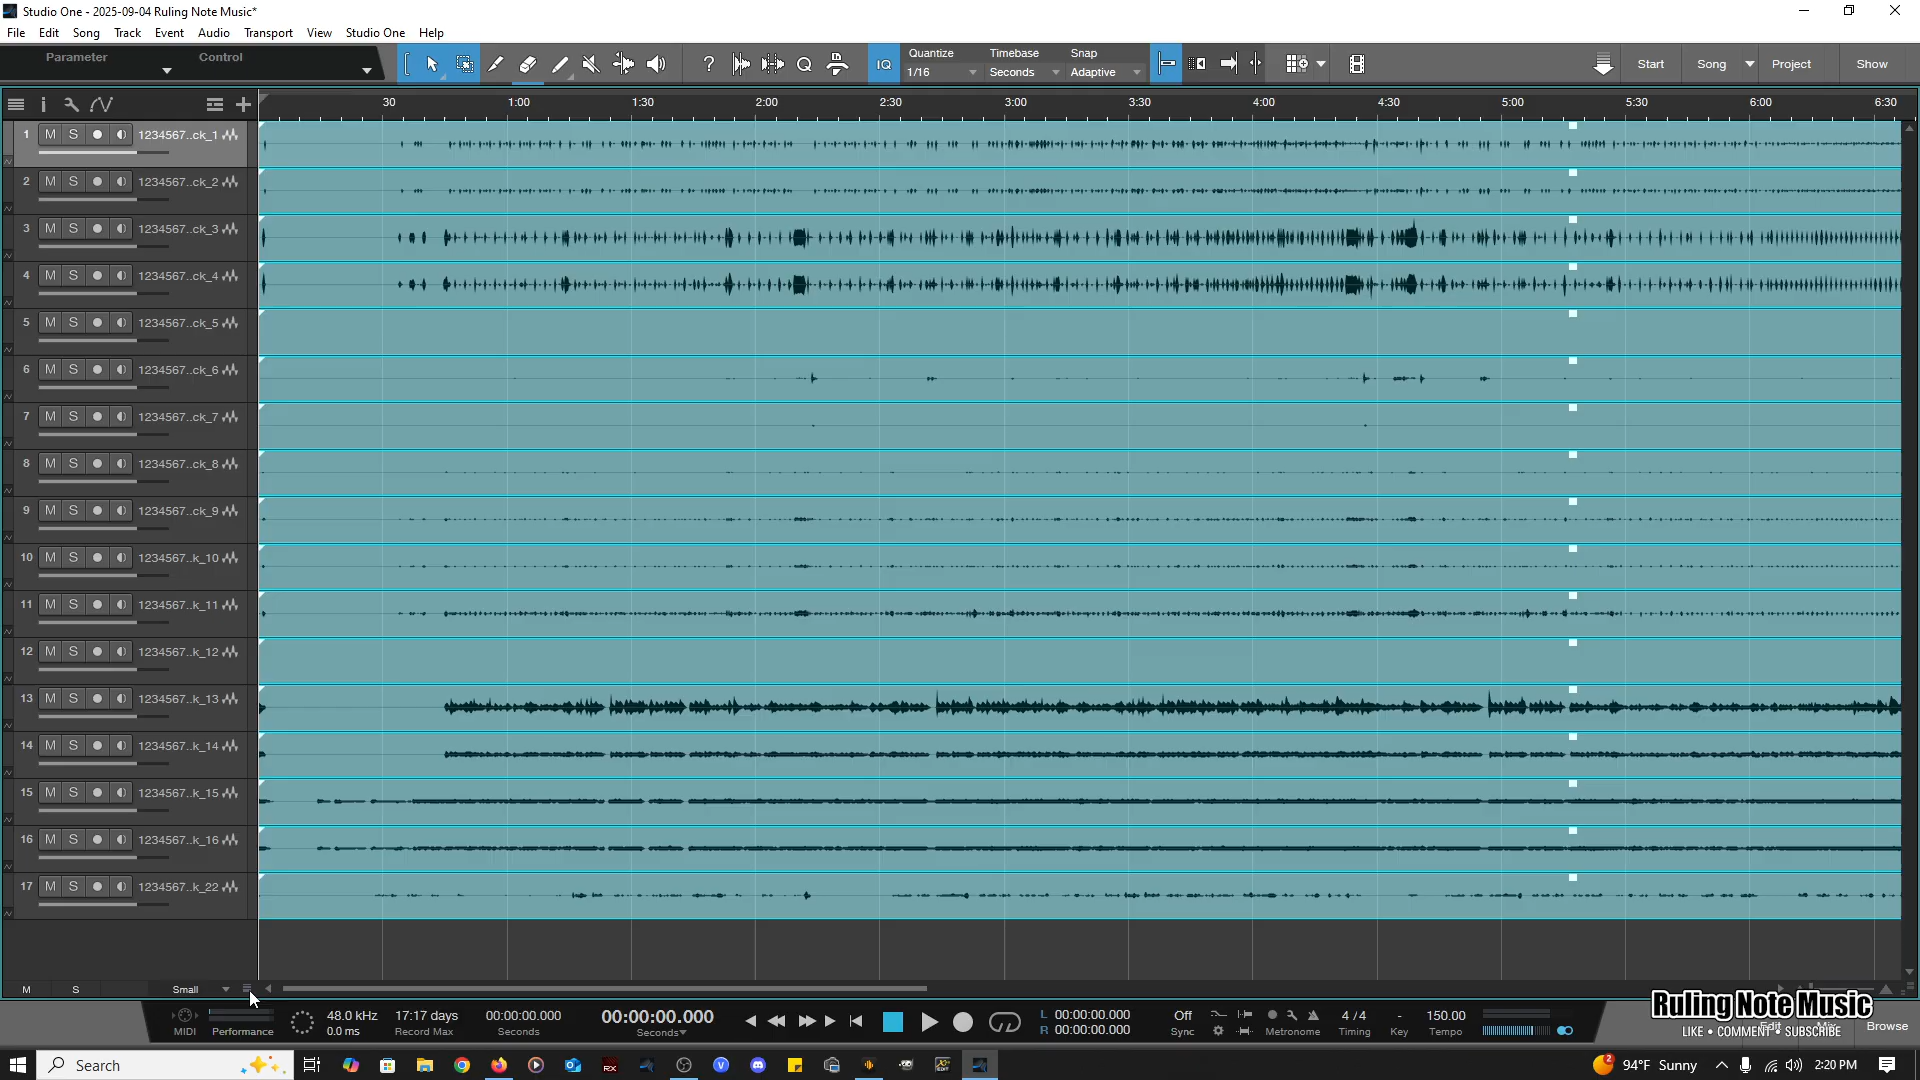 Studio One - 2025-09-04 Ruling Note Music*
File Edit Song Track Event Audio Transport View Studio One Help
Parameter Control
IQ
Quantize Timebase Snap
1/16 Seconds Adaptive
Start Song Project Show
30 1:00 1:30 2:00 2:30 3:00 3:30 4:00 4:30 5:00 5:30 6:00 6:30
1 M S 1234567..ck_1
2 M S 1234567..ck_2
3 M S 1234567..ck_3
4 M S 1234567..ck_4
5 M S 1234567..ck_5
6 M S 1234567..ck_6
7 M S 1234567..ck_7
8 M S 1234567..ck_8
9 M S 1234567..ck_9
10 M S 1234567..k_10
11 M S 1234567..k_11
12 M S 1234567..k_12
13 M S 1234567..k_13
14 M S 1234567..k_14
15 M S 1234567..k_15
16 M S 1234567..k_16
17 M S 1234567..k_22
M S Small
Ruling Note Music
LIKE • COMMENT • SUBSCRIBE
MIDI Performance
48.0 kHz
0.0 ms
17:17 days
Record Max
00:00:00.000
Seconds
00:00:00.000
Seconds
L 00:00:00.000
R 00:00:00.000
Off
Sync
Metronome
4 / 4
Timing
-
Key
150.00
Tempo
Edit Mix Browse
Search
94°F Sunny
2:20 PM